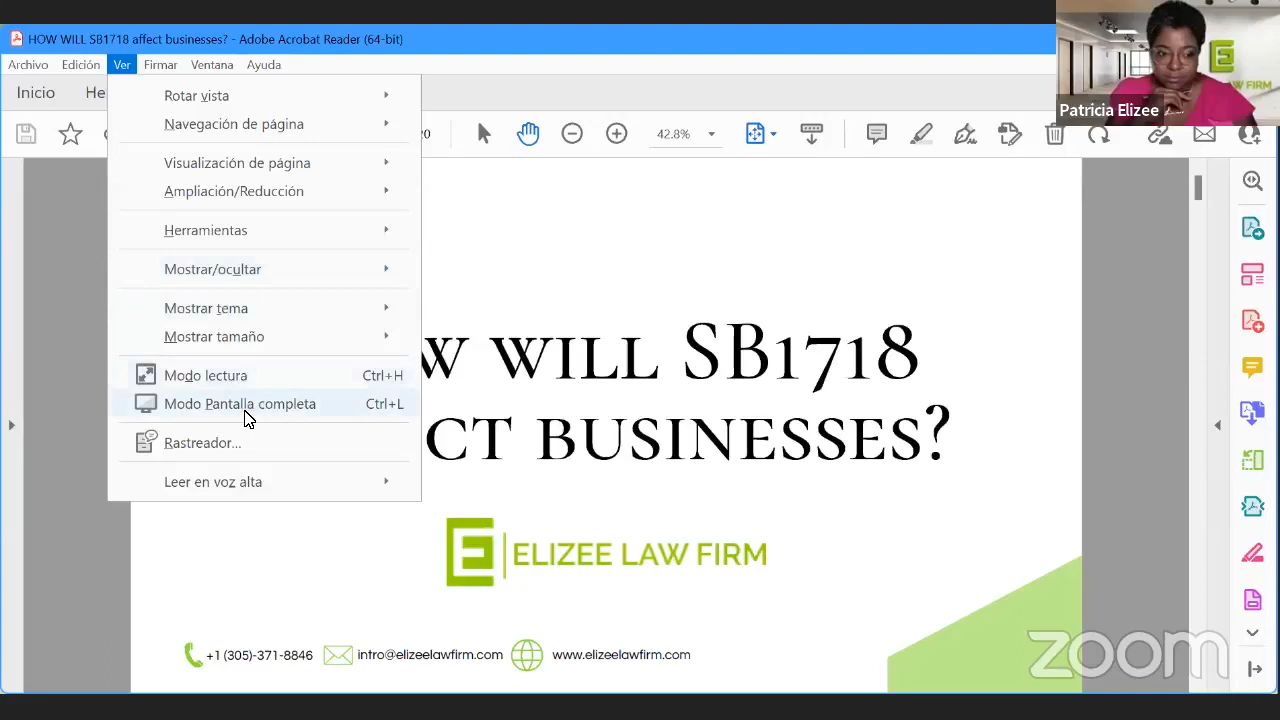 HOW WILL SB1718 affect businesses? - Adobe Acrobat Reader (64-bit)
Archivo Edición Ver Firmar Ventana Ayuda
Inicio He
20 42.8%
Rotar vista
Navegación de página
Visualización de página
Ampliación/Reducción
Herramientas
Mostrar/ocultar
Mostrar tema
Mostrar tamaño
Modo lectura Ctrl+H
Modo Pantalla completa Ctrl+L
Rastreador...
Leer en voz alta
W WILL SB1718
CT BUSINESSES?
E ELIZEE LAW FIRM
+1 (305)-371-8846 intro@elizeelawfirm.com www.elizeelawfirm.com
zoom
E
W FIRM
Patricia Elizee